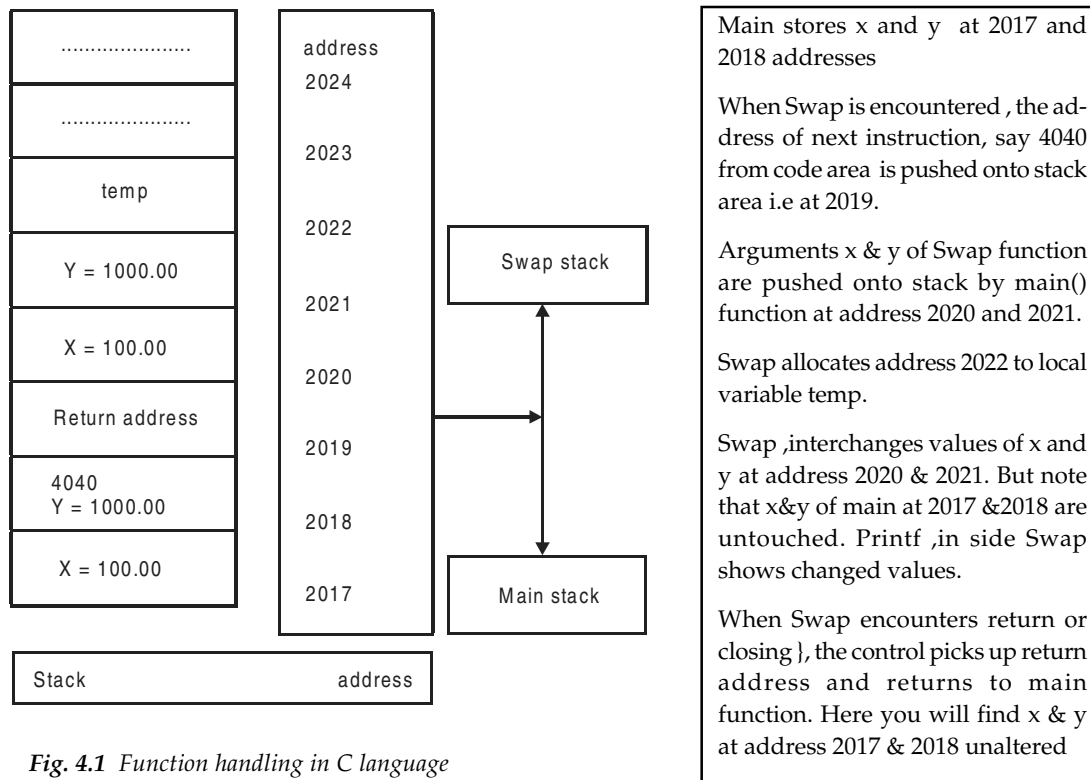 ......................
......................
temp
Y = 1000.00
X = 100.00
Return address
4040
Y = 1000.00
X = 100.00
address
2024
2023
2022
2021
2020
2019
2018
2017
Swap stack
Main stack
Stack address
Fig. 4.1 Function handling in C language
Main stores x and y at 2017 and
2018 addresses
When Swap is encountered , the ad-
dress of next instruction, say 4040
from code area is pushed onto stack
area i.e at 2019.
Arguments x & y of Swap function
are pushed onto stack by main()
function at address 2020 and 2021.
Swap allocates address 2022 to local
variable temp.
Swap ,interchanges values of x and
y at address 2020 & 2021. But note
that x&y of main at 2017 &2018 are
untouched. Printf ,in side Swap
shows changed values.
When Swap encounters return or
closing }, the control picks up return
address and returns to main
function. Here you will find x & y
at address 2017 & 2018 unaltered